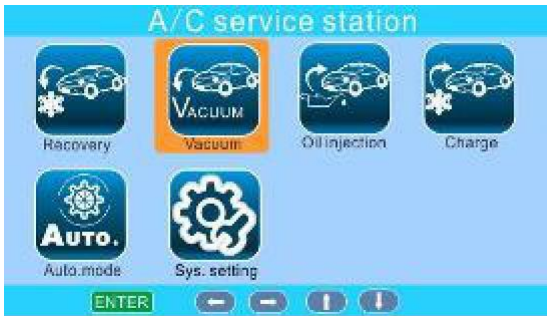 A/C service station
VACUUM
Recovery
Vacuum
Oil injection
Charge
AUTO.
Auto.mode
Sys. setting
ENTER